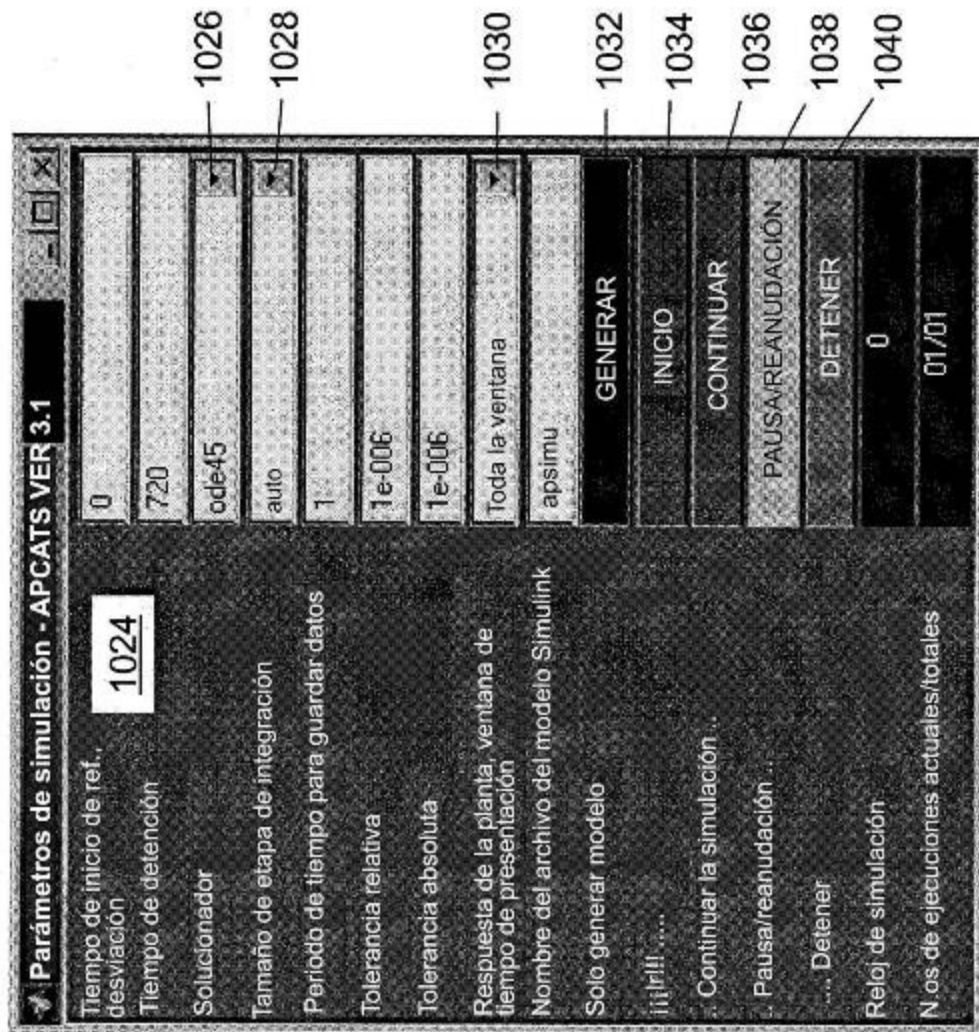 Parámetros de simulación - APCATS VER 3.1
Tiempo de inicio de ref.,
desviación
1024
0
Tiempo de detención
720
Solucionador
ode45
1026
Tamaño de etapa de integración
auto
1028
Periodo de tiempo para guardar datos
1
Tolerancia relativa
1e-006
Tolerancia absoluta
1e-006
Respuesta de la planta, ventana de
tiempo de presentación
Toda la ventana
1030
Nombre del archivo del modelo Simulink
apsimu
Solo generar modelo
GENERAR
1032
¡¡¡Ir!!!.....
INICIO
1034
.. Continuar la simulación...
CONTINUAR
1036
.. Pausa/reanudación ...
PAUSA/REANUDACIÓN
1038
.... Detener
DETENER
1040
Reloj de simulación
0
N os de ejecuciones actuales/totales
01/01